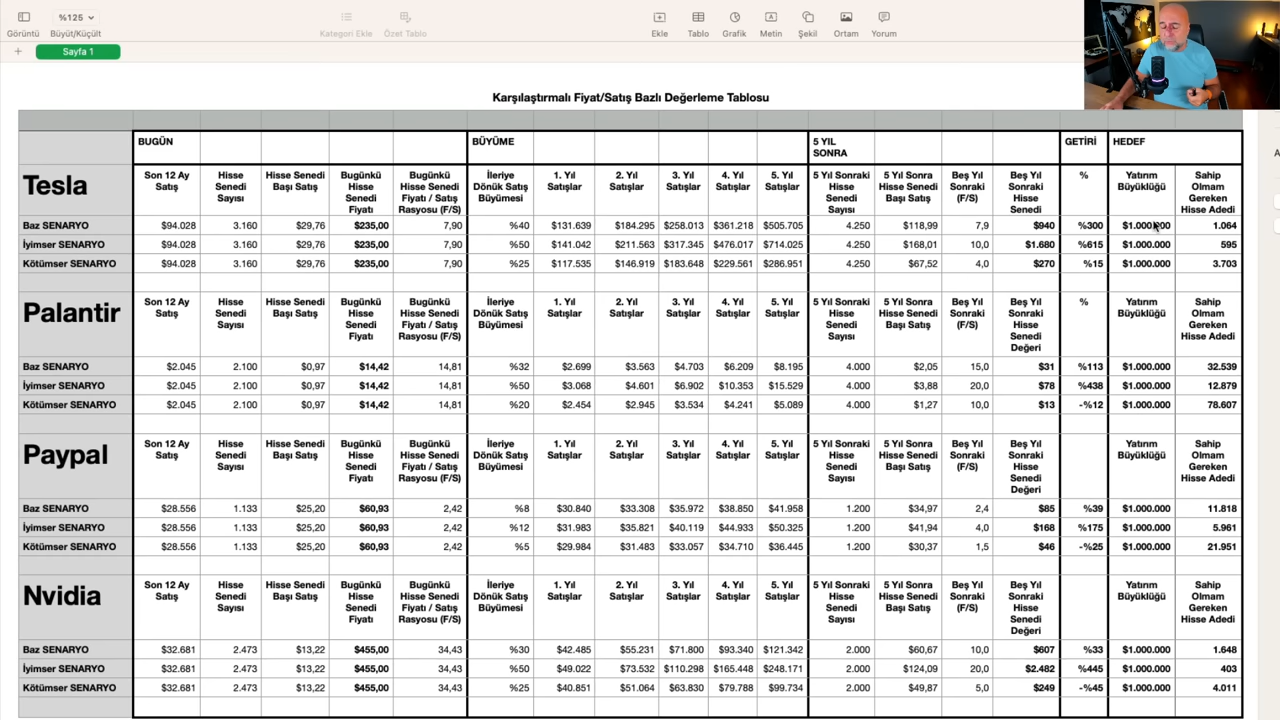 %125
Görüntü
Büyüt/Küçült
Kategori Ekle
Özet Tablo
Ekle
Tablo
Grafik
Metin
Şekil
Ortam
Yorum
Sayfa 1
Karşılaştırmalı Fiyat/Satış Bazlı Değerleme Tablosu
BUGÜN BÜYÜME 5 YIL SONRA GETİRİ HEDEF
Tesla Son 12 Ay Satış Hisse Senedi Sayısı Hisse Senedi Başı Satış Bugünkü Hisse Senedi Fiyatı Bugünkü Hisse Senedi Fiyatı / Satış Rasyosu (F/S) İleriye Dönük Satış Büyümesi 1. Yıl Satışlar 2. Yıl Satışlar 3. Yıl Satışlar 4. Yıl Satışlar 5. Yıl Satışlar 5 Yıl Sonraki Hisse Senedi Sayısı 5 Yıl Sonra Hisse Senedi Başı Satış Beş Yıl Sonraki (F/S) Beş Yıl Sonraki Hisse Senedi % Yatırım Büyüklüğü Sahip Olmam Gereken Hisse Adedi
Baz SENARYO $94.028 3.160 $29,76 $235,00 7,90 %40 $131.639 $184.295 $258.013 $361.218 $505.705 4.250 $118,99 7,9 $940 %300 $1.000.000 1.064
İyimser SENARYO $94.028 3.160 $29,76 $235,00 7,90 %50 $141.042 $211.563 $317.345 $476.017 $714.025 4.250 $168,01 10,0 $1.680 %615 $1.000.000 595
Kötümser SENARYO $94.028 3.160 $29,76 $235,00 7,90 %25 $117.535 $146.919 $183.648 $229.561 $286.951 4.250 $67,52 4,0 $270 %15 $1.000.000 3.703
Palantir Son 12 Ay Satış Hisse Senedi Sayısı Hisse Senedi Başı Satış Bugünkü Hisse Senedi Fiyatı Bugünkü Hisse Senedi Fiyatı / Satış Rasyosu (F/S) İleriye Dönük Satış Büyümesi 1. Yıl Satışlar 2. Yıl Satışlar 3. Yıl Satışlar 4. Yıl Satışlar 5. Yıl Satışlar 5 Yıl Sonraki Hisse Senedi Sayısı 5 Yıl Sonra Hisse Senedi Başı Satış Beş Yıl Sonraki (F/S) Beş Yıl Sonraki Hisse Senedi Değeri % Yatırım Büyüklüğü Sahip Olmam Gereken Hisse Adedi
Baz SENARYO $2.045 2.100 $0,97 $14,42 14,81 %32 $2.699 $3.563 $4.703 $6.209 $8.195 4.000 $2,05 15,0 $31 %113 $1.000.000 32.539
İyimser SENARYO $2.045 2.100 $0,97 $14,42 14,81 %50 $3.068 $4.601 $6.902 $10.353 $15.529 4.000 $3,88 20,0 $78 %438 $1.000.000 12.879
Kötümser SENARYO $2.045 2.100 $0,97 $14,42 14,81 %20 $2.454 $2.945 $3.534 $4.241 $5.089 4.000 $1,27 10,0 $13 -%12 $1.000.000 78.607
Paypal Son 12 Ay Satış Hisse Senedi Sayısı Hisse Senedi Başı Satış Bugünkü Hisse Senedi Fiyatı Bugünkü Hisse Senedi Fiyatı / Satış Rasyosu (F/S) İleriye Dönük Satış Büyümesi 1. Yıl Satışlar 2. Yıl Satışlar 3. Yıl Satışlar 4. Yıl Satışlar 5. Yıl Satışlar 5 Yıl Sonraki Hisse Senedi Sayısı 5 Yıl Sonra Hisse Senedi Başı Satış Beş Yıl Sonraki (F/S) Beş Yıl Sonraki Hisse Senedi Değeri Yatırım Büyüklüğü Sahip Olmam Gereken Hisse Adedi
Baz SENARYO $28.556 1.133 $25,20 $60,93 2,42 %8 $30.840 $33.308 $35.972 $38.850 $41.958 1.200 $34,97 2,4 $85 %39 $1.000.000 11.818
İyimser SENARYO $28.556 1.133 $25,20 $60,93 2,42 %12 $31.983 $35.821 $40.119 $44.933 $50.325 1.200 $41,94 4,0 $168 %175 $1.000.000 5.961
Kötümser SENARYO $28.556 1.133 $25,20 $60,93 2,42 %5 $29.984 $31.483 $33.057 $34.710 $36.445 1.200 $30,37 1,5 $46 -%25 $1.000.000 21.951
Nvidia Son 12 Ay Satış Hisse Senedi Sayısı Hisse Senedi Başı Satış Bugünkü Hisse Senedi Fiyatı Bugünkü Hisse Senedi Fiyatı / Satış Rasyosu (F/S) İleriye Dönük Satış Büyümesi 1. Yıl Satışlar 2. Yıl Satışlar 3. Yıl Satışlar 4. Yıl Satışlar 5. Yıl Satışlar 5 Yıl Sonraki Hisse Senedi Sayısı 5 Yıl Sonra Hisse Senedi Başı Satış Beş Yıl Sonraki (F/S) Beş Yıl Sonraki Hisse Senedi Değeri Yatırım Büyüklüğü Sahip Olmam Gereken Hisse Adedi
Baz SENARYO $32.681 2.473 $13,22 $455,00 34,43 %30 $42.485 $55.231 $71.800 $93.340 $121.342 2.000 $60,67 10,0 $607 %33 $1.000.000 1.648
İyimser SENARYO $32.681 2.473 $13,22 $455,00 34,43 %50 $49.022 $73.532 $110.298 $165.448 $248.171 2.000 $124,09 20,0 $2.482 %445 $1.000.000 403
Kötümser SENARYO $32.681 2.473 $13,22 $455,00 34,43 %25 $40.851 $51.064 $63.830 $79.788 $99.734 2.000 $49,87 5,0 $249 -%45 $1.000.000 4.011